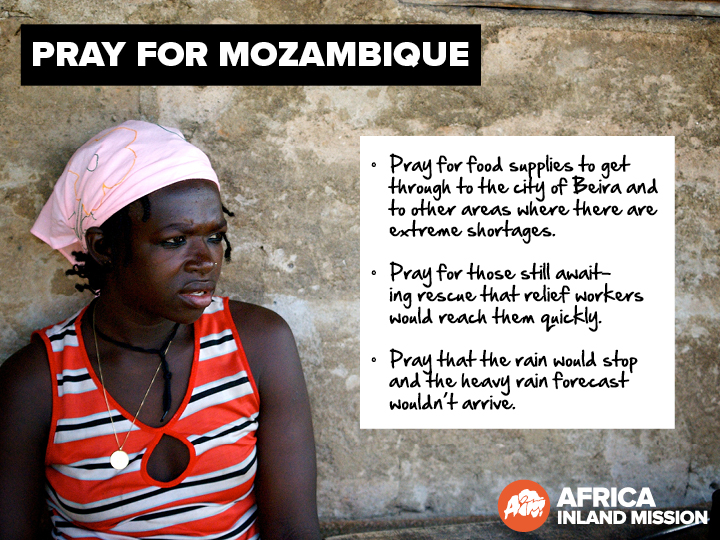 PRAY FOR MOZAMBIQUE
◦ Pray for food supplies to get
through to the city of Beira and
to other areas where there are
extreme shortages.
◦ Pray for those still await-
ing rescue that relief workers
would reach them quickly.
◦ Pray that the rain would stop
and the heavy rain forecast
wouldn't arrive.
AIM
AFRICA
INLAND MISSION